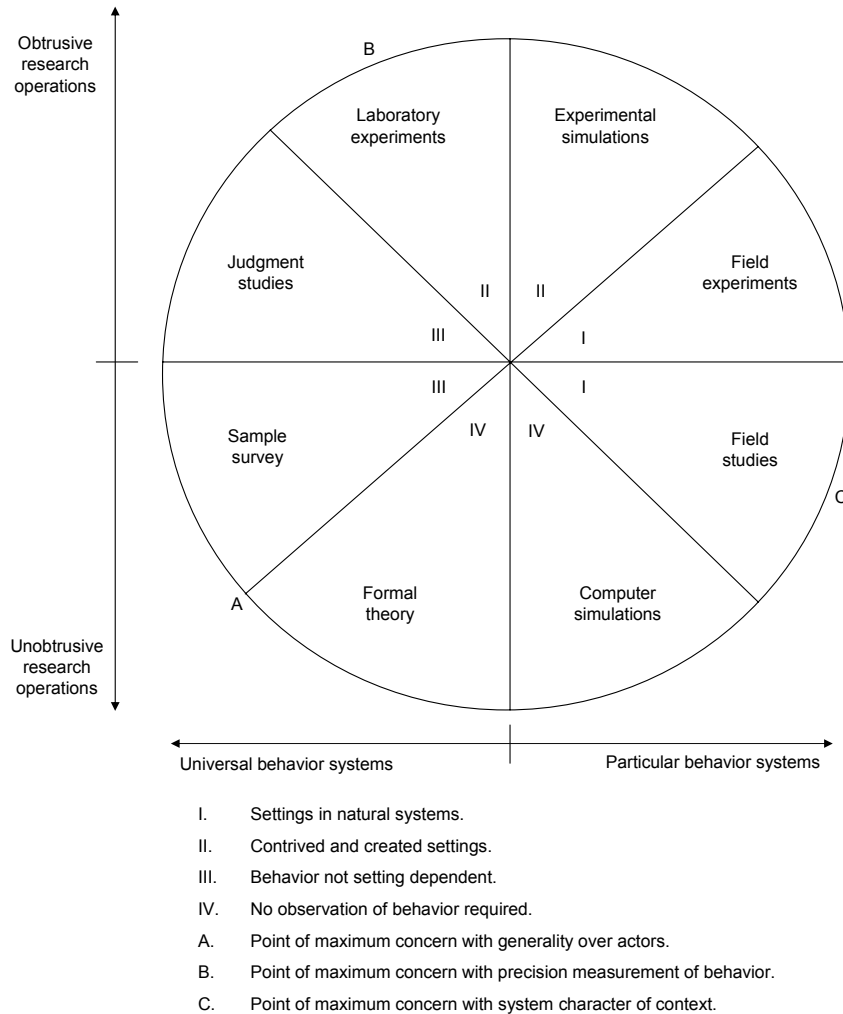 Obtrusive
research
operations
B
Laboratory
experiments
Experimental
simulations
Judgment
studies
Field
experiments
II
II
III
I
III
I
IV
IV
Sample
survey
Field
studies
C
A
Formal
theory
Computer
simulations
Unobtrusive
research
operations
Universal behavior systems
Particular behavior systems
I. Settings in natural systems.
II. Contrived and created settings.
III. Behavior not setting dependent.
IV. No observation of behavior required.
A. Point of maximum concern with generality over actors.
B. Point of maximum concern with precision measurement of behavior.
C. Point of maximum concern with system character of context.